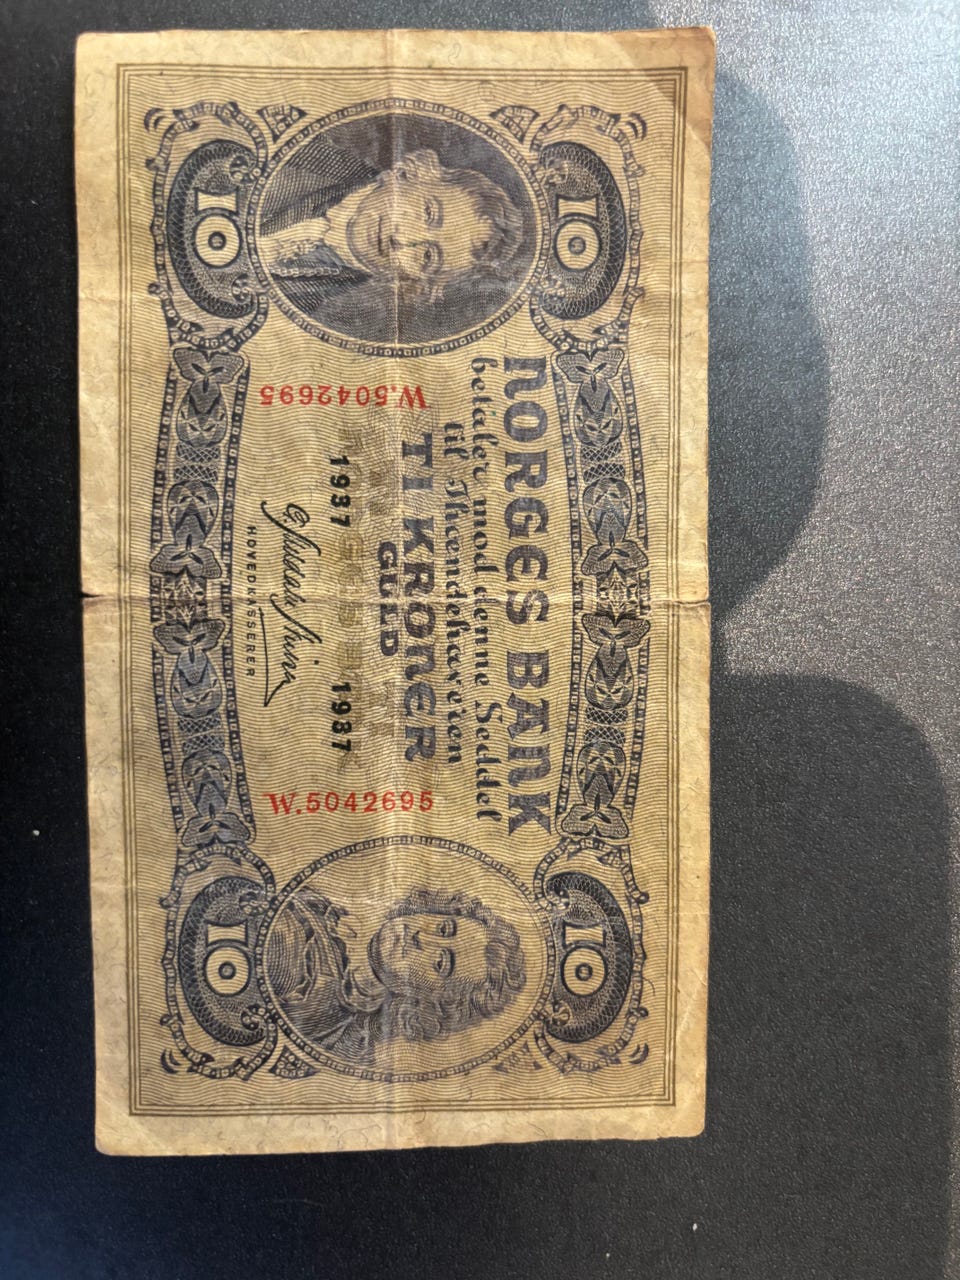 10 10
NORGES BANK
betaler mod denne Seddel
til Ihændehaveren
TI KRONER
GULD
W.5042695 W.5042695
1937 1937
HOVEDKASSERER
10 10